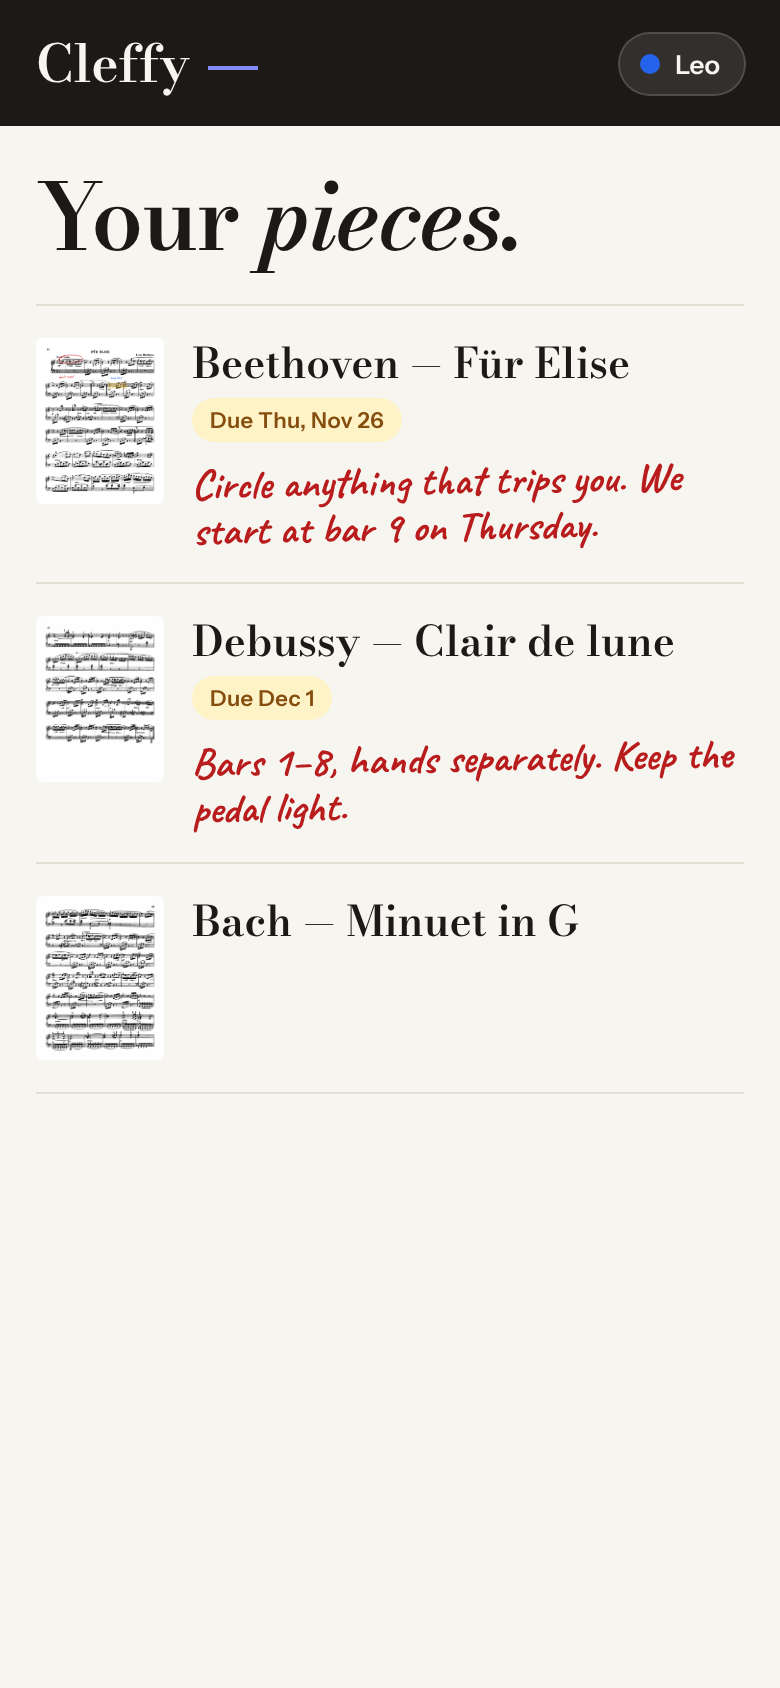 Cleffy
Leo
Your pieces.
FÜR ELISE
Beethoven — Für Elise
Due Thu, Nov 26
Circle anything that trips you. We
start at bar 9 on Thursday.
Debussy — Clair de lune
Due Dec 1
Bars 1–8, hands separately. Keep the
pedal light.
Bach — Minuet in G